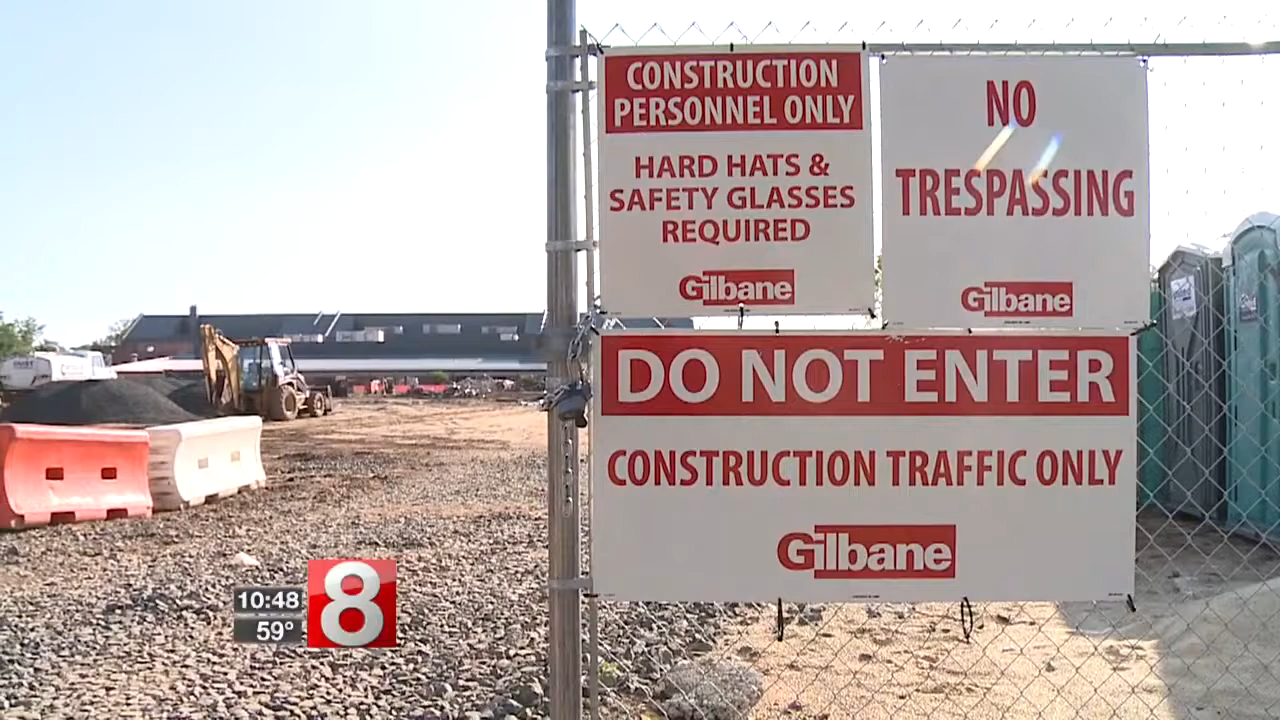 CONSTRUCTION
PERSONNEL ONLY
HARD HATS &
SAFETY GLASSES
REQUIRED
Gilbane
NO
TRESPASSING
Gilbane
DO NOT ENTER
CONSTRUCTION TRAFFIC ONLY
Gilbane
10:48
59°
8